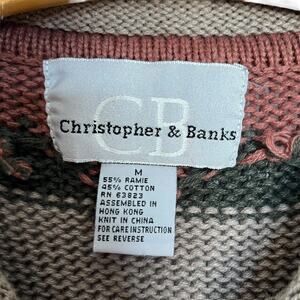 CB
Christopher & Banks
M
55% RAMIE
45% COTTON
RN 63823
ASSEMBLED IN
HONG KONG
KNIT IN CHINA
FOR CARE INSTRUCTION
SEE REVERSE